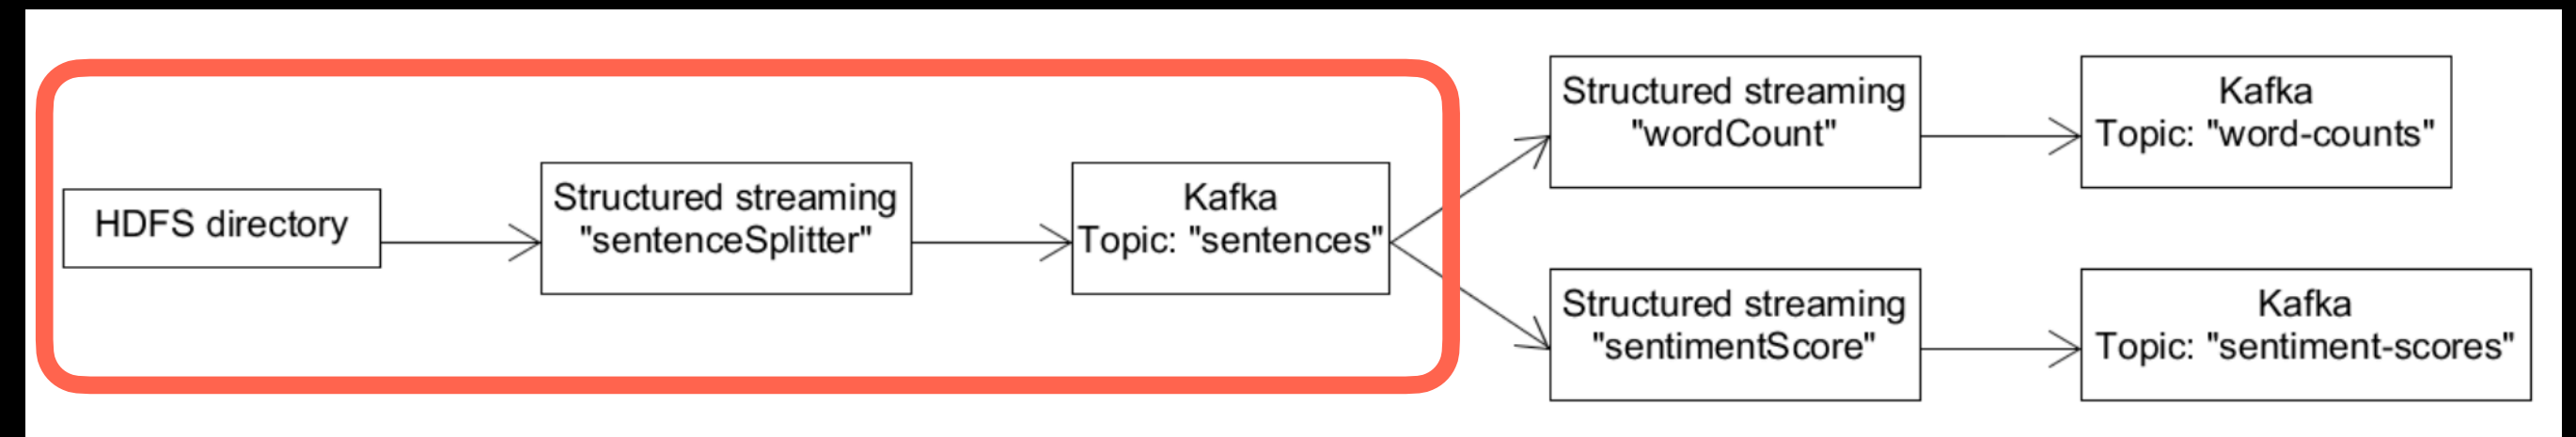 HDFS directory
Structured streaming
"sentenceSplitter"
Kafka
Topic: "sentences"
Structured streaming
"wordCount"
Kafka
Topic: "word-counts"
Structured streaming
"sentimentScore"
Kafka
Topic: "sentiment-scores"